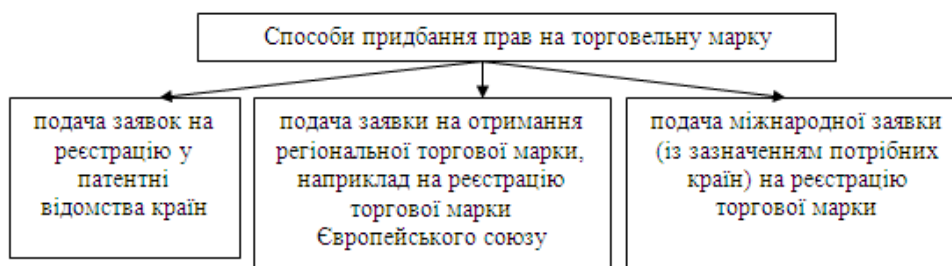 Способи придбання прав на торговельну марку
подача заявок на
реєстрацію у
патентні
відомства країн
подача заявки на отримання
регіональної торгової марки,
наприклад на реєстрацію
торгової марки
Європейського союзу
подача міжнародної заявки
(із зазначенням потрібних
країн) на реєстрацію
торгової марки